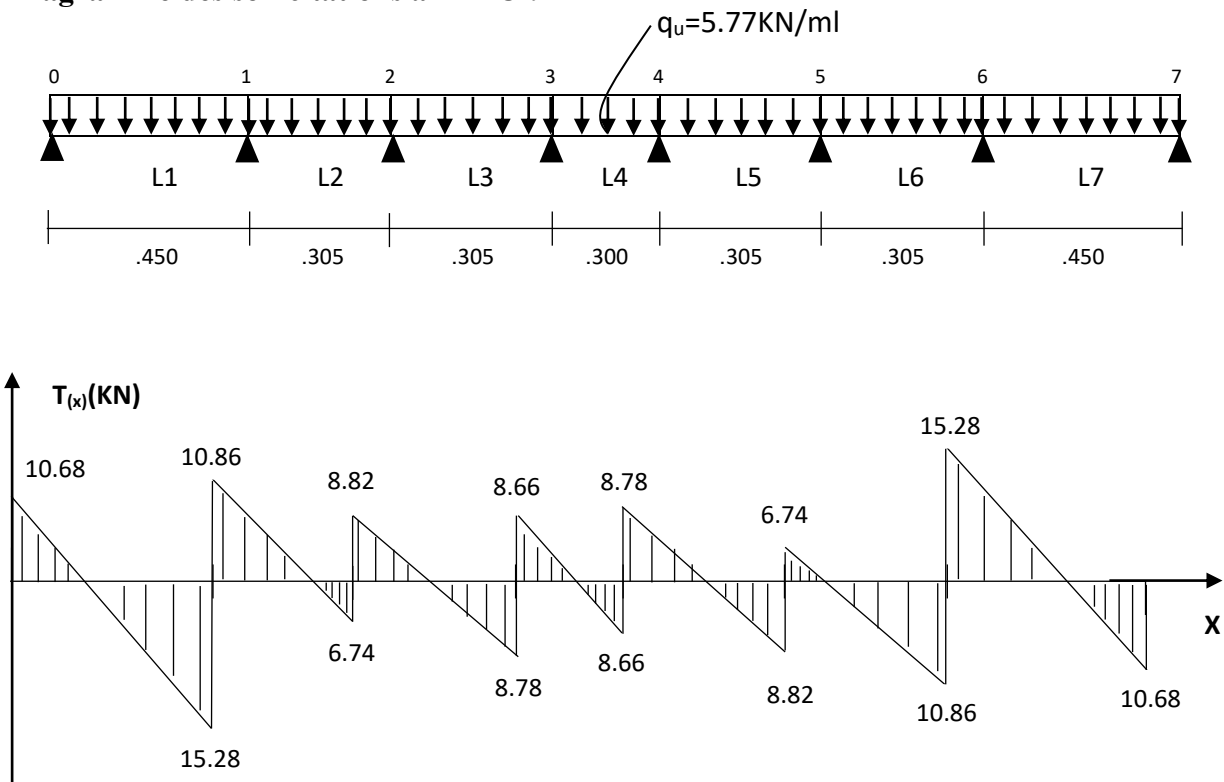 qu=5.77KN/ml
0 1 2 3 4 5 6 7
L1 L2 L3 L4 L5 L6 L7
.450 .305 .305 .300 .305 .305 .450
T(x)(KN)
15.28
10.68 10.86 8.82 8.66 8.78 6.74
X
6.74 8.78 8.66 8.82 10.86 10.68
15.28